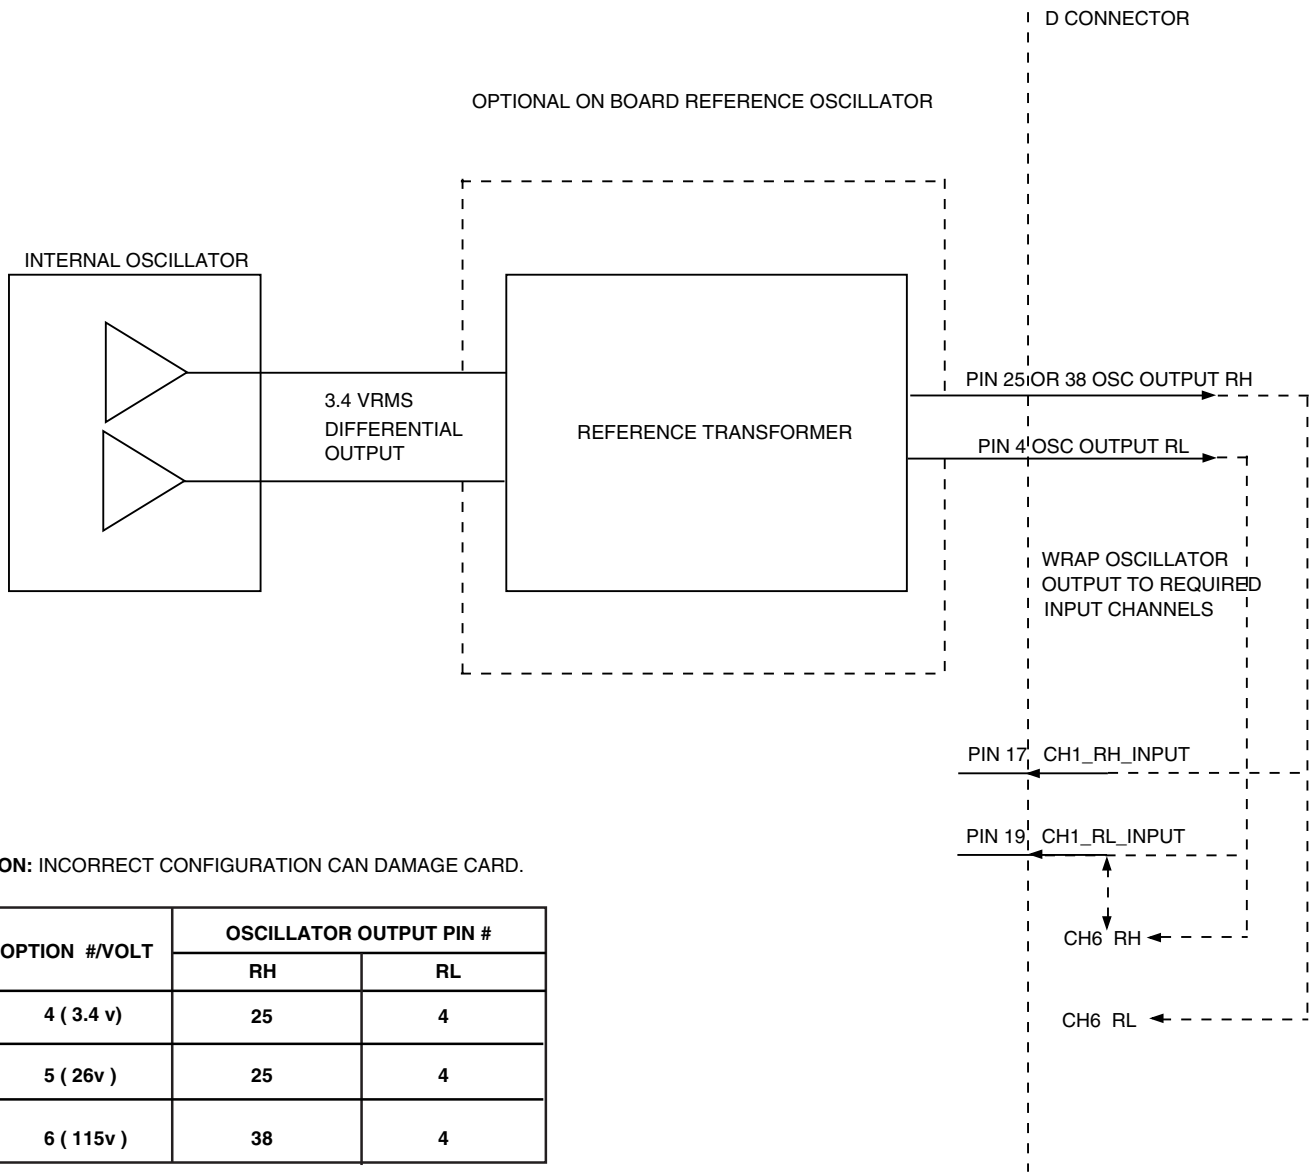 D CONNECTOR
OPTIONAL ON BOARD REFERENCE OSCILLATOR
INTERNAL OSCILLATOR
3.4 VRMS
DIFFERENTIAL
OUTPUT
REFERENCE TRANSFORMER
PIN 25 OR 38 OSC OUTPUT RH
PIN 4 OSC OUTPUT RL
WRAP OSCILLATOR
OUTPUT TO REQUIRED
INPUT CHANNELS
PIN 17 CH1_RH_INPUT
PIN 19 CH1_RL_INPUT
CH6 RH
CH6 RL
ON: INCORRECT CONFIGURATION CAN DAMAGE CARD.
OPTION #/VOLT OSCILLATOR OUTPUT PIN #
RH RL
4 ( 3.4 v) 25 4
5 ( 26v ) 25 4
6 ( 115v ) 38 4